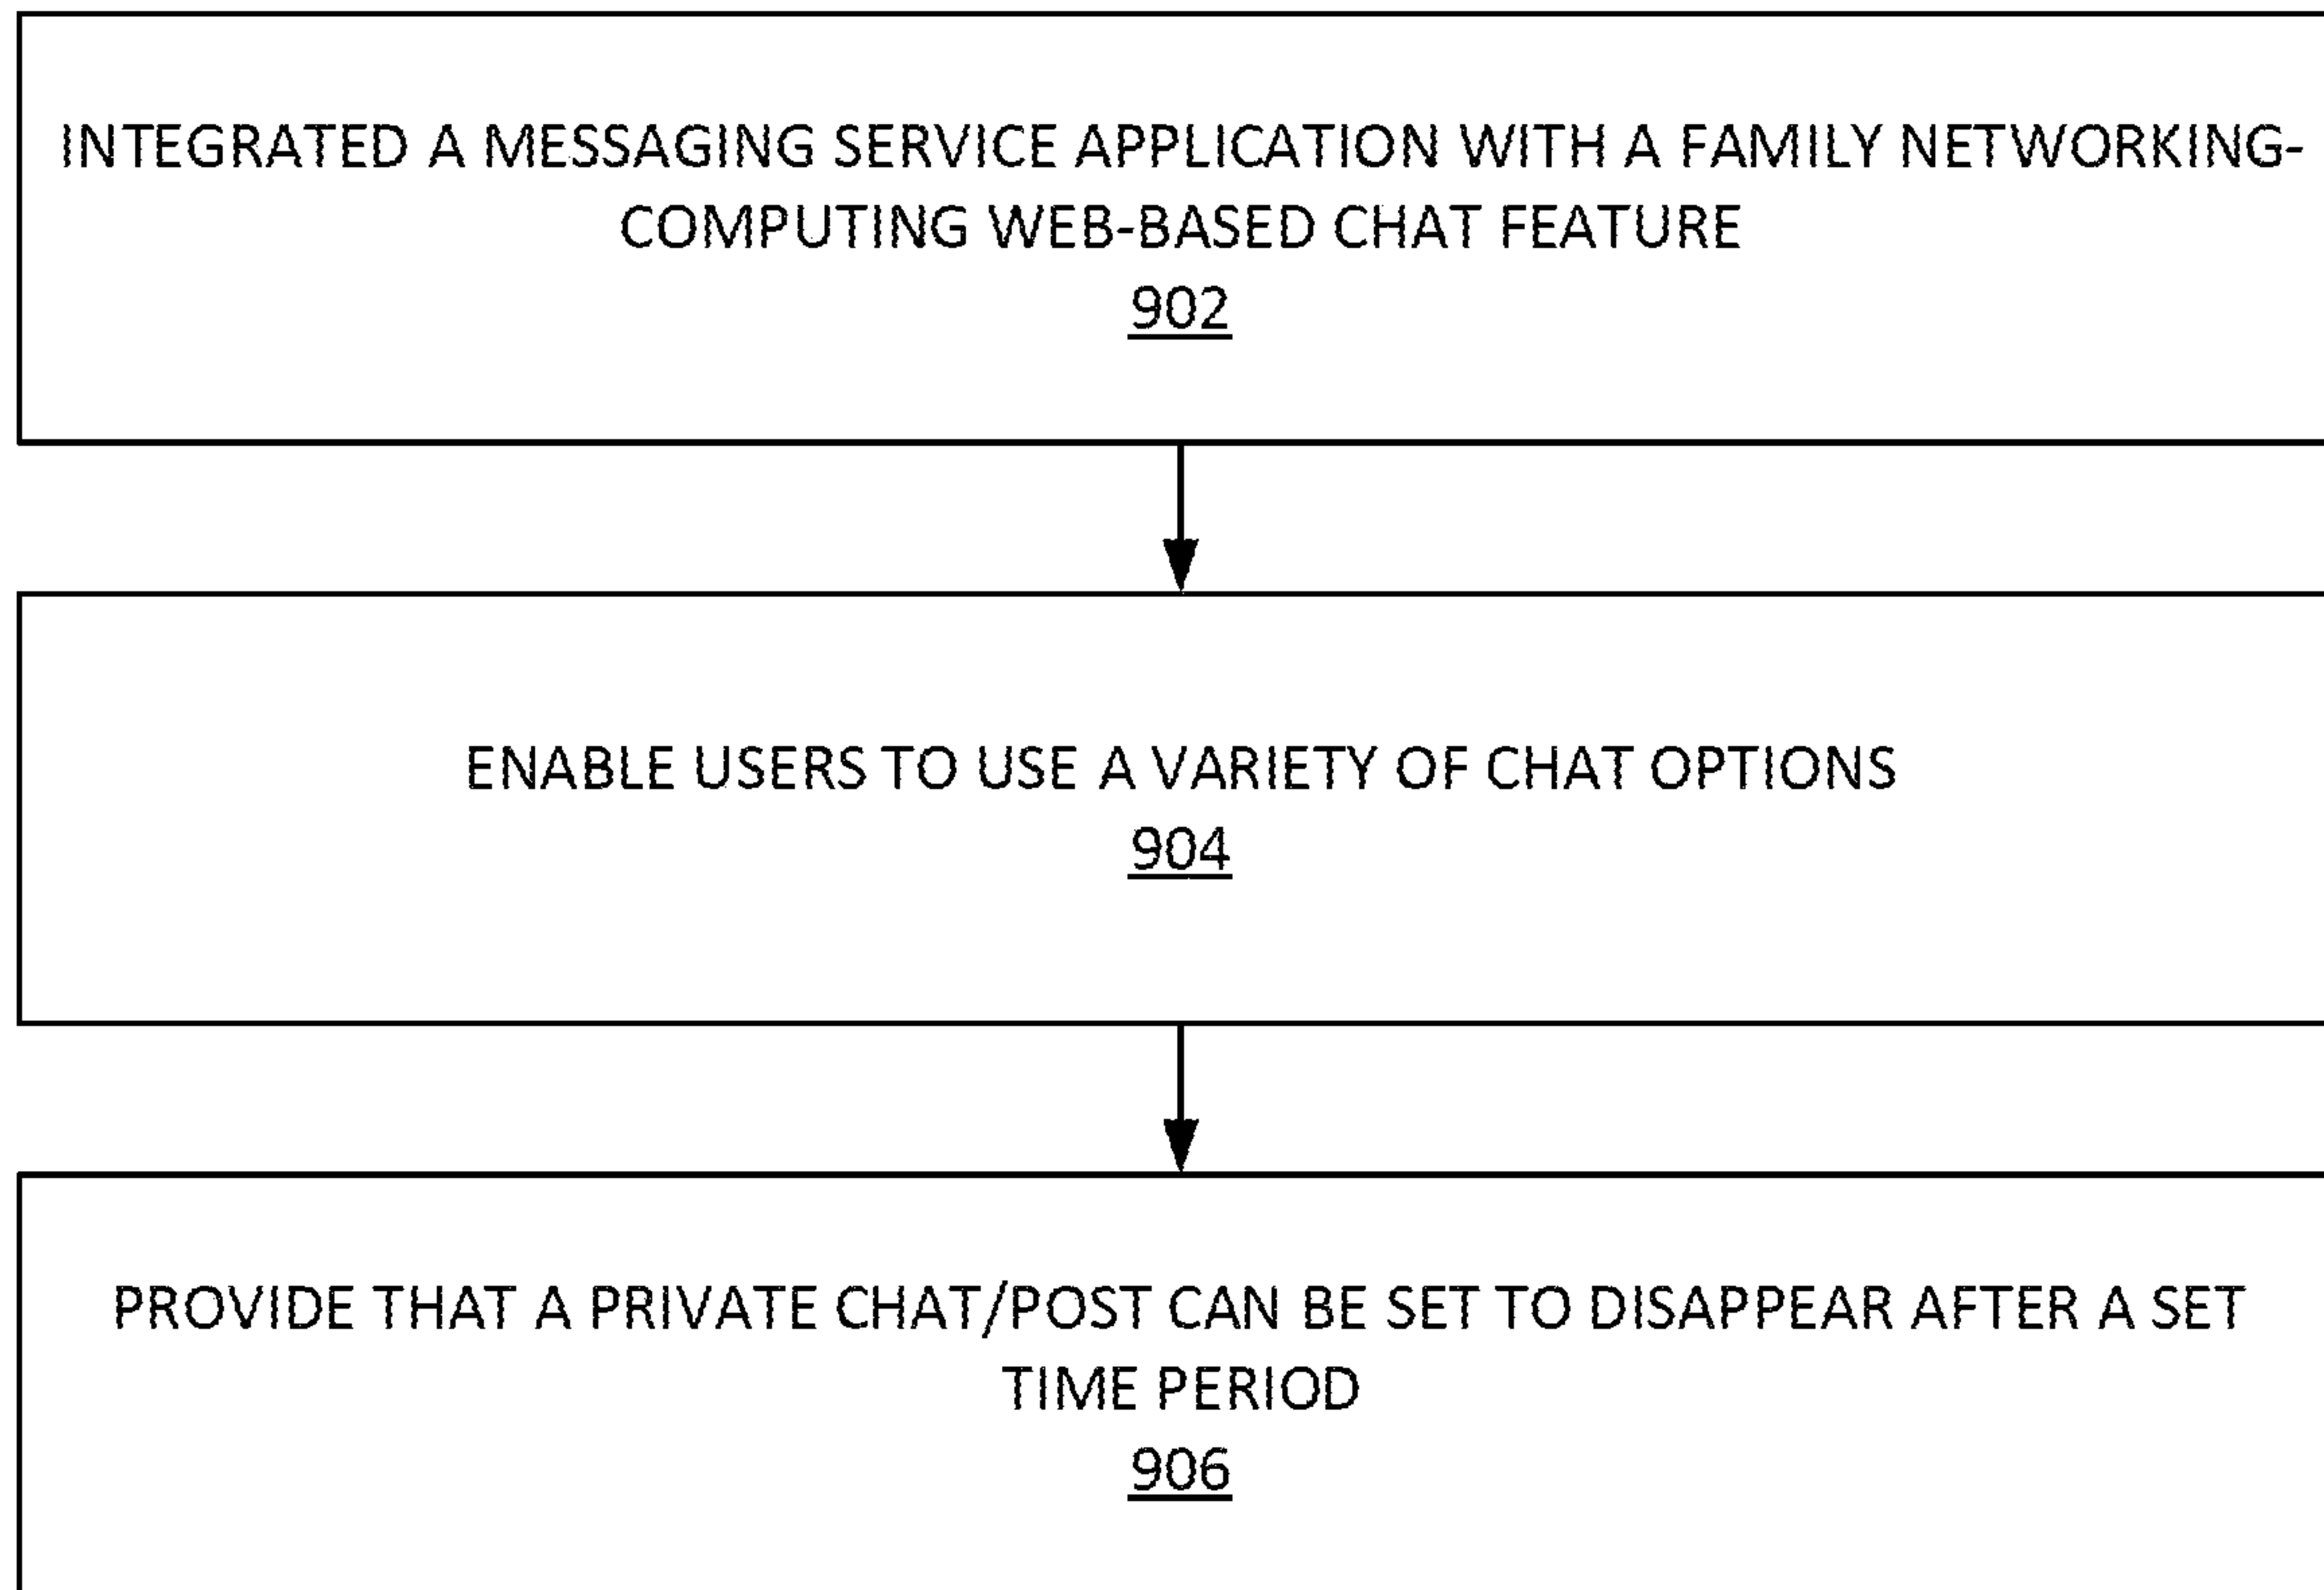 INTEGRATED A MESSAGING SERVICE APPLICATION WITH A FAMILY NETWORKING-
COMPUTING WEB-BASED CHAT FEATURE
902
ENABLE USERS TO USE A VARIETY OF CHAT OPTIONS
904
PROVIDE THAT A PRIVATE CHAT/POST CAN BE SET TO DISAPPEAR AFTER A SET
TIME PERIOD
906